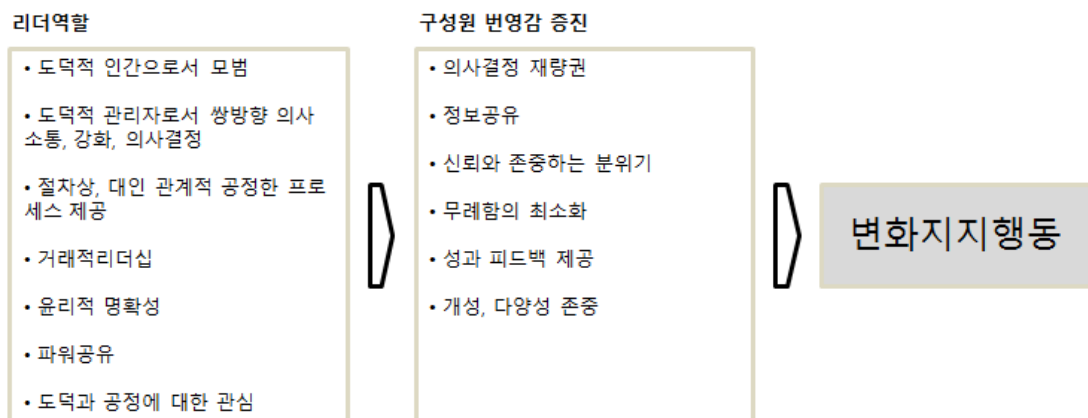 리더역할
• 도덕적 인간으로서 모범
• 도덕적 관리자로서 쌍방향 의사
소통, 강화, 의사결정
• 절차상, 대인 관계적 공정한 프로
세스 제공
• 거래적리더십
• 윤리적 명확성
• 파워공유
• 도덕과 공정에 대한 관심
구성원 번영감 증진
• 의사결정 재량권
• 정보공유
• 신뢰와 존중하는 분위기
• 무례함의 최소화
• 성과 피드백 제공
• 개성, 다양성 존중
변화지지행동